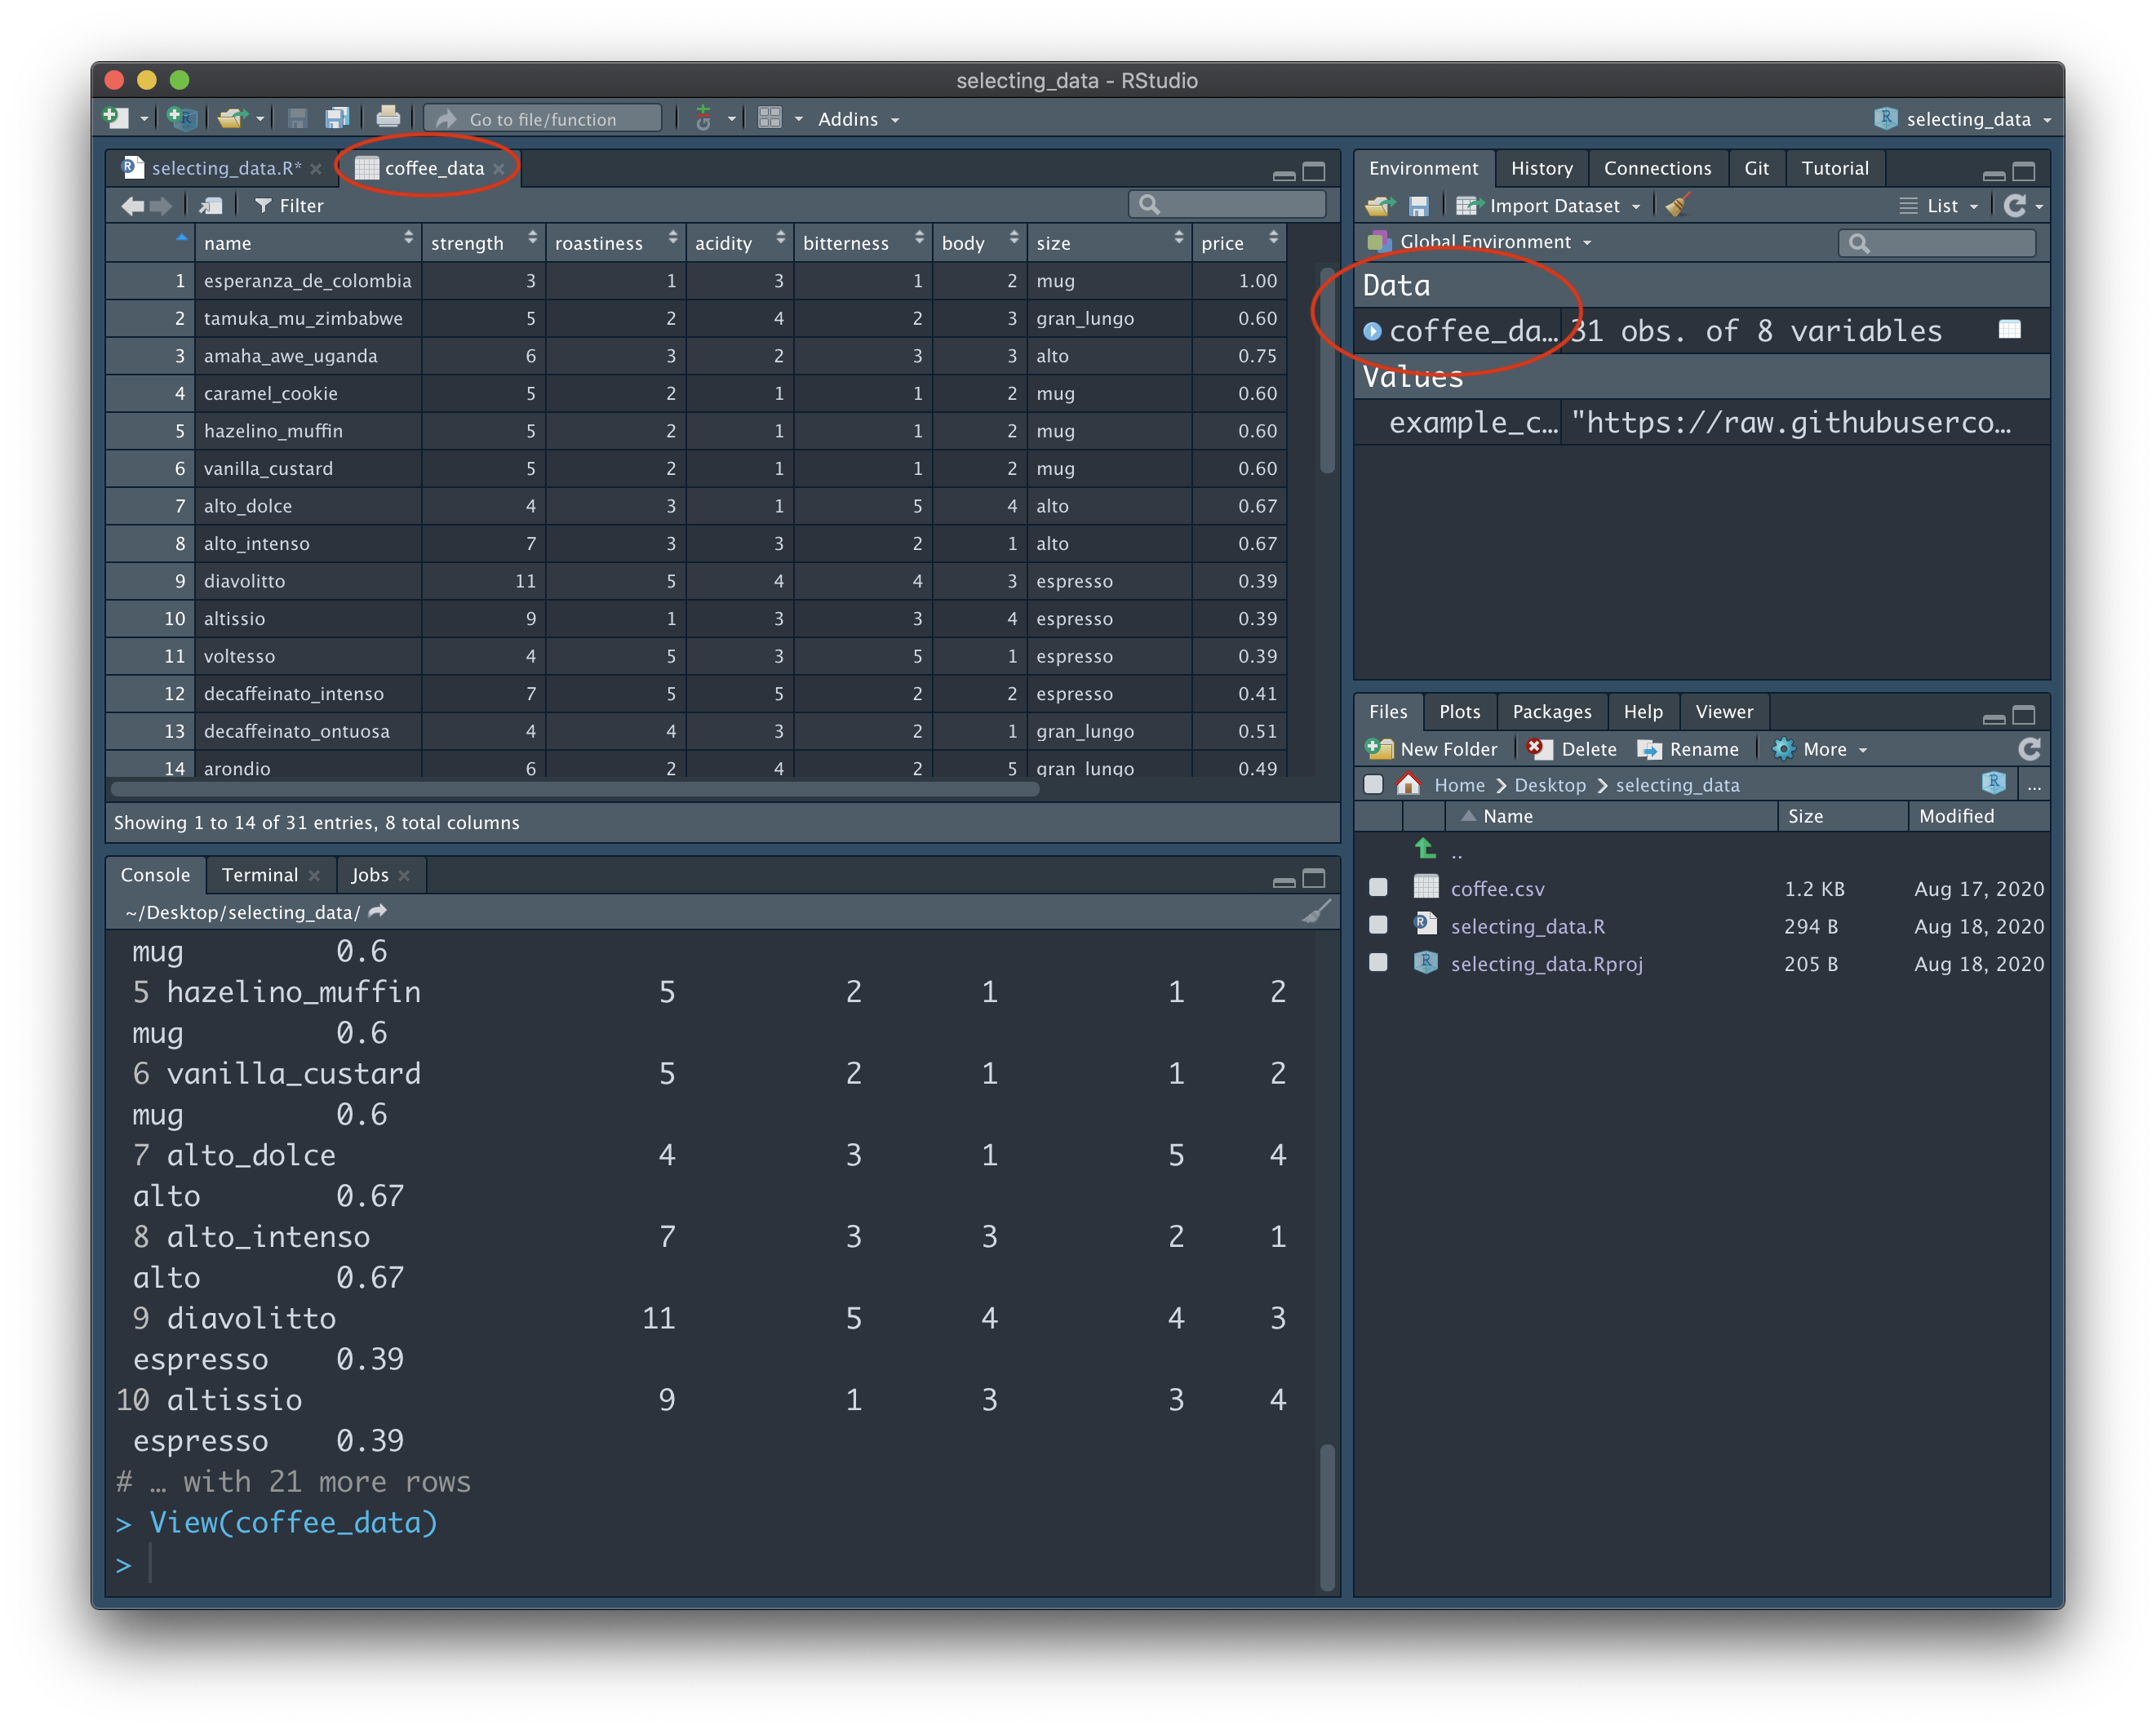 selecting_data - RStudio
Go to file/function Addins selecting_data
selecting_data.R* coffee_data
Filter
name strength roastiness acidity bitterness body size price
1 esperanza_de_colombia 3 1 3 1 2 mug 1.00
2 tamuka_mu_zimbabwe 5 2 4 2 3 gran_lungo 0.60
3 amaha_awe_uganda 6 3 2 3 3 alto 0.75
4 caramel_cookie 5 2 1 1 2 mug 0.60
5 hazelino_muffin 5 2 1 1 2 mug 0.60
6 vanilla_custard 5 2 1 1 2 mug 0.60
7 alto_dolce 4 3 1 5 4 alto 0.67
8 alto_intenso 7 3 3 2 1 alto 0.67
9 diavolitto 11 5 4 4 3 espresso 0.39
10 altissio 9 1 3 3 4 espresso 0.39
11 voltesso 4 5 3 5 1 espresso 0.39
12 decaffeinato_intenso 7 5 5 2 2 espresso 0.41
13 decaffeinato_ontuosa 4 4 3 2 1 gran_lungo 0.51
14 arondio 6 2 4 2 5 gran_lungo 0.49
Showing 1 to 14 of 31 entries, 8 total columns
Console Terminal Jobs
~/Desktop/selecting_data/
mug 0.6
5 hazelino_muffin 5 2 1 1 2
mug 0.6
6 vanilla_custard 5 2 1 1 2
mug 0.6
7 alto_dolce 4 3 1 5 4
alto 0.67
8 alto_intenso 7 3 3 2 1
alto 0.67
9 diavolitto 11 5 4 4 3
espresso 0.39
10 altissio 9 1 3 3 4
espresso 0.39
# … with 21 more rows
> View(coffee_data)
>
Environment History Connections Git Tutorial
Import Dataset List
Global Environment
Data
coffee_da… 31 obs. of 8 variables
Values
example_c… "https://raw.githubuserco…
Files Plots Packages Help Viewer
New Folder Delete Rename More
Home Desktop selecting_data ...
Name Size Modified
..
coffee.csv 1.2 KB Aug 17, 2020
selecting_data.R 294 B Aug 18, 2020
selecting_data.Rproj 205 B Aug 18, 2020